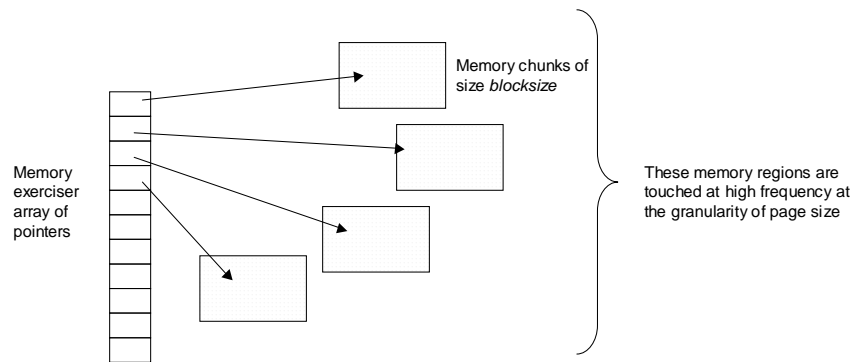 Memory chunks of
size blocksize
Memory
exerciser
array of
pointers
These memory regions are
touched at high frequency at
the granularity of page size